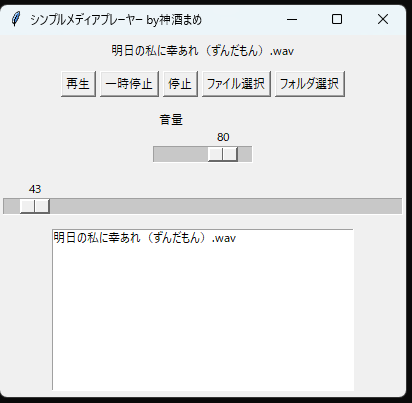 シンプルメディアプレーヤー by神酒まめ
明日の私に幸あれ（ずんだもん）.wav
再生 一時停止 停止 ファイル選択 フォルダ選択
音量
80
43
明日の私に幸あれ（ずんだもん）.wav